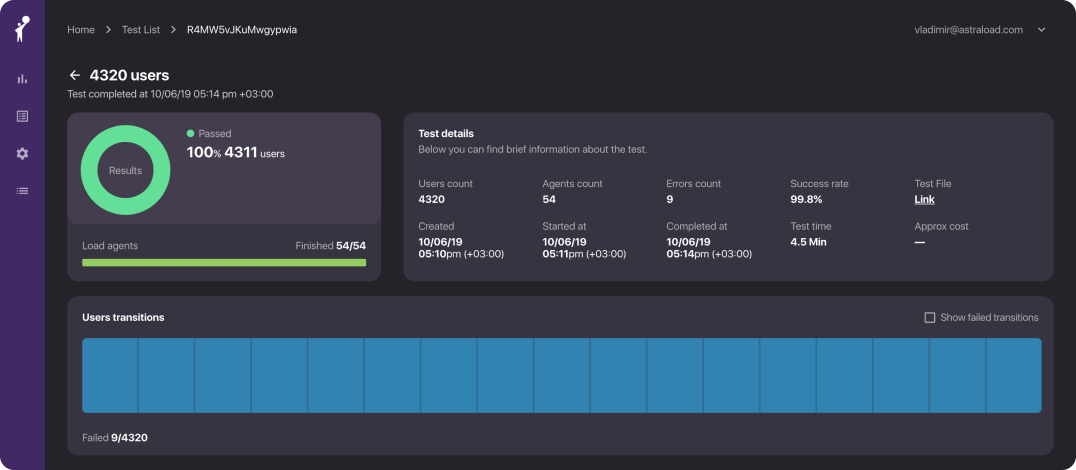 Home > Test List > R4MW5vJKuMwgypwia
vladimir@astraload.com
← 4320 users
Test completed at 10/06/19 05:14 pm +03:00
Results
Passed
100% 4311 users
Load agents
Finished 54/54
Test details
Below you can find brief information about the test.
Users count
4320
Agents count
54
Errors count
9
Success rate
99.8%
Test File
Link
Created
10/06/19
05:10pm (+03:00)
Started at
10/06/19
05:11pm (+03:00)
Completed at
10/06/19
05:14pm (+03:00)
Test time
4.5 Min
Approx cost
—
Users transitions
Show failed transitions
Failed 9/4320